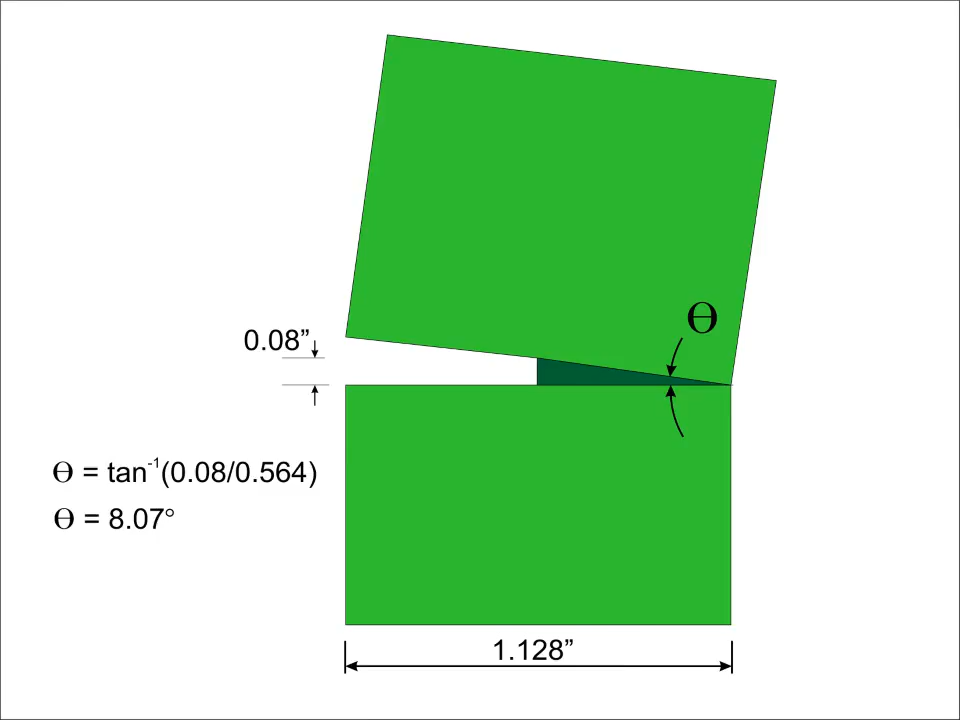 ϴ
0.08”
ϴ = tan⁻¹(0.08/0.564)
ϴ = 8.07°
1.128”